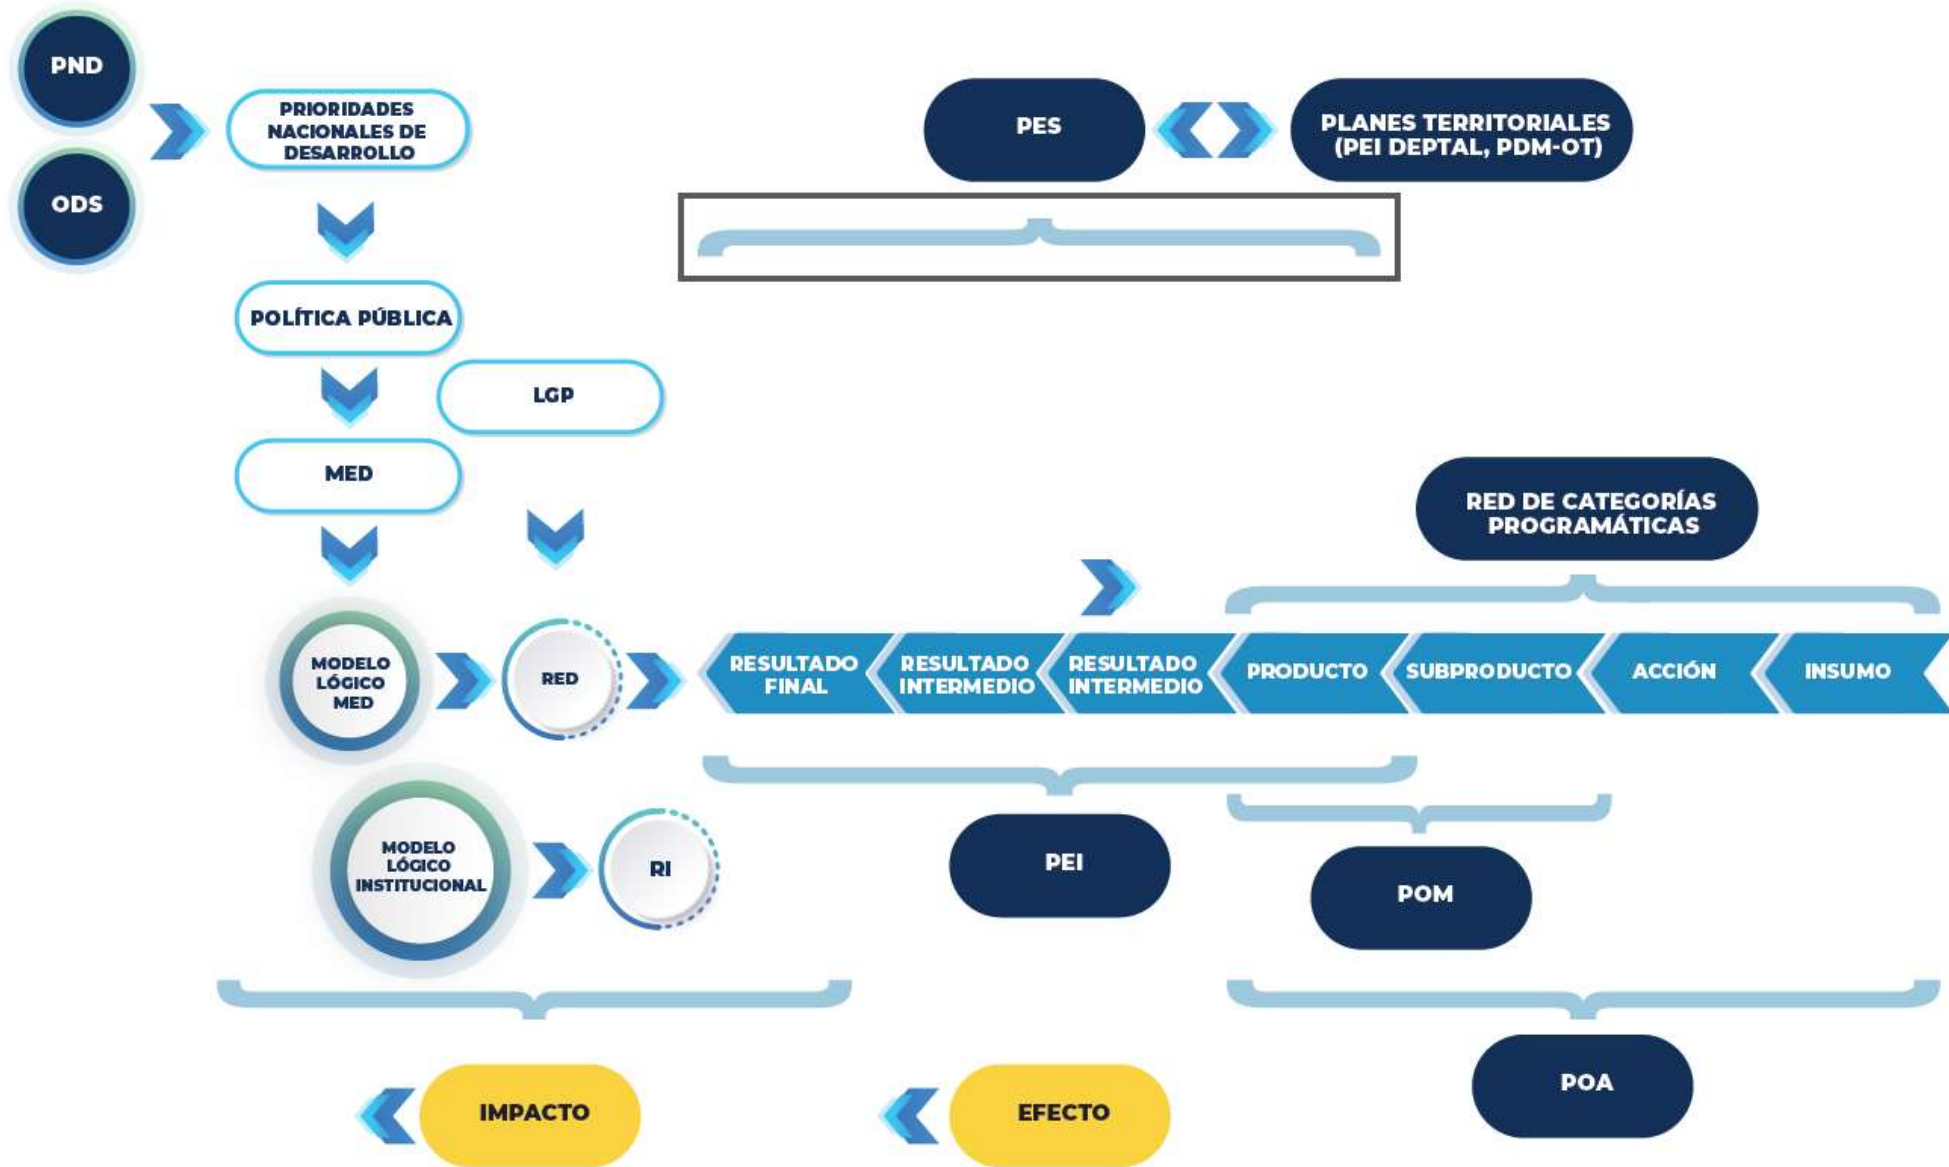 PND
ODS
PRIORIDADES
NACIONALES DE
DESARROLLO
PES
PLANES TERRITORIALES
(PEI DEPTAL, PDM-OT)
POLÍTICA PÚBLICA
LGP
MED
RED DE CATEGORÍAS
PROGRAMÁTICAS
MODELO
LÓGICO
MED
RED
RESULTADO
FINAL
RESULTADO
INTERMEDIO
RESULTADO
INTERMEDIO
PRODUCTO
SUBPRODUCTO
ACCIÓN
INSUMO
MODELO
LÓGICO
INSTITUCIONAL
RI
PEI
POM
IMPACTO
EFECTO
POA